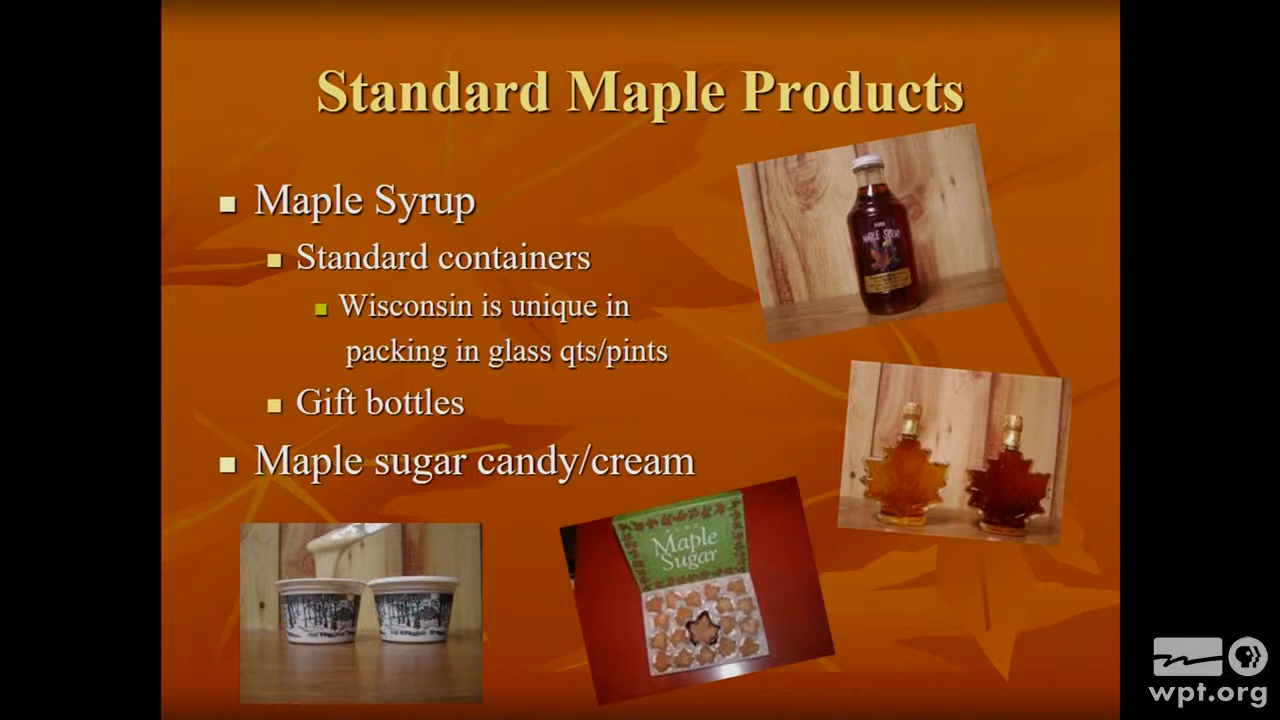 Standard Maple Products
Maple Syrup
Standard containers
Wisconsin is unique in
packing in glass qts/pints
Gift bottles
Maple sugar candy/cream
MAPLE SYRUP
Maple
Sugar
wpt.org